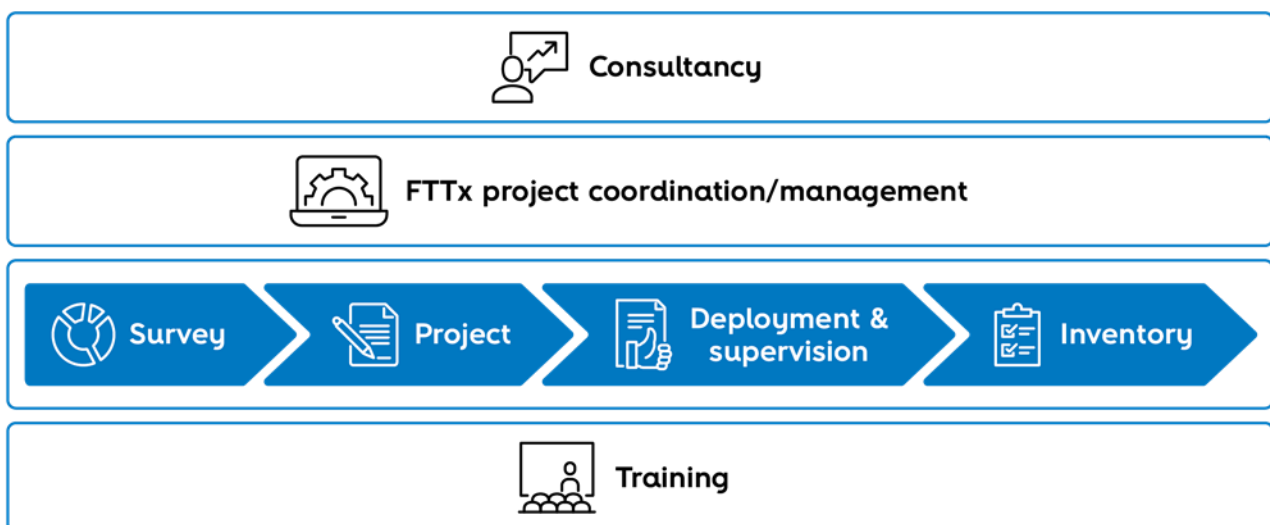 Consultancy
FTTx project coordination/management
Survey
Project
Deployment &
supervision
Inventory
Training